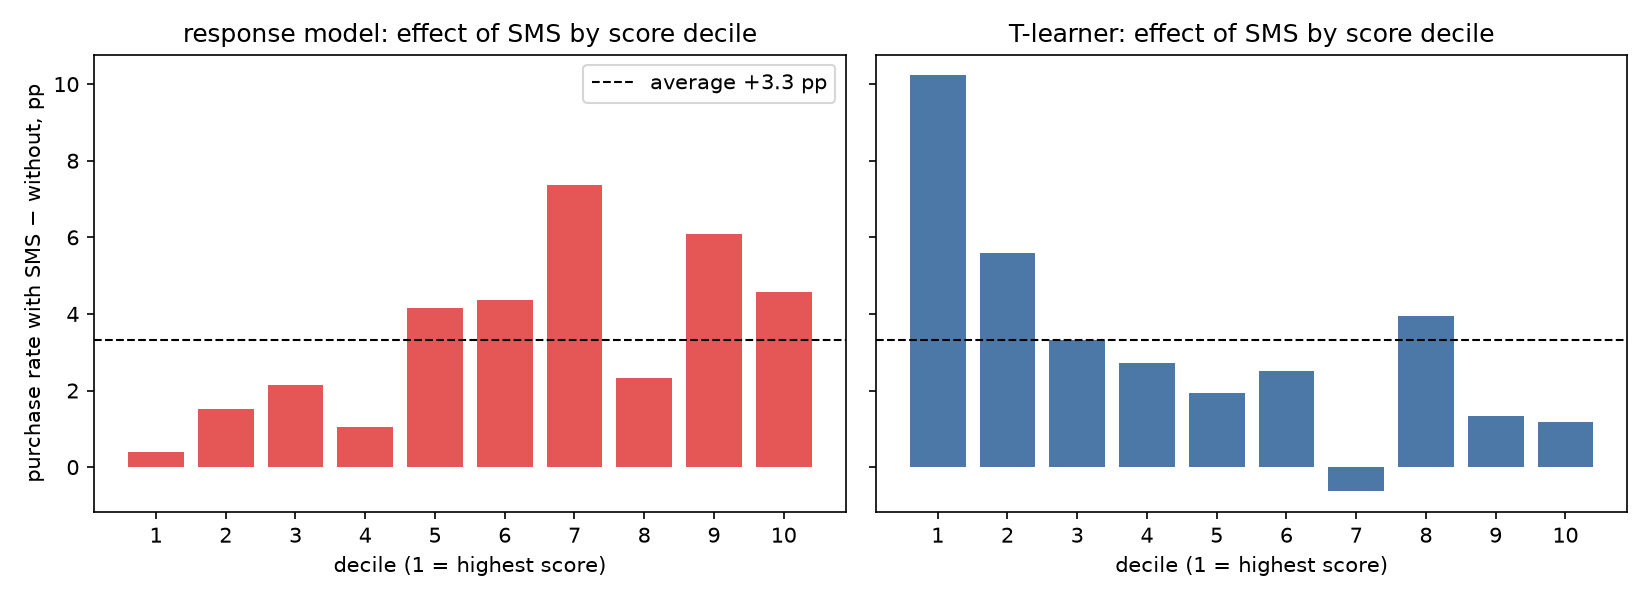 response model: effect of SMS by score decile
average +3.3 pp
purchase rate with SMS − without, pp
10
8
6
4
2
0
1 2 3 4 5 6 7 8 9 10
decile (1 = highest score)
T-learner: effect of SMS by score decile
1 2 3 4 5 6 7 8 9 10
decile (1 = highest score)